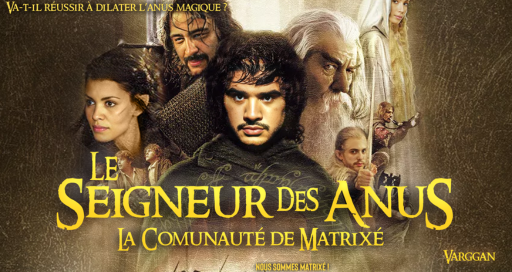 VA-T-IL RÉUSSIR À DILATER L'ANUS MAGIQUE ?
LE
SEIGNEUR DES ANUS
LA COMUNAUTÉ DE MATRIXÉ
VARGGAN
NOUS SOMMES MATRIXÉ !